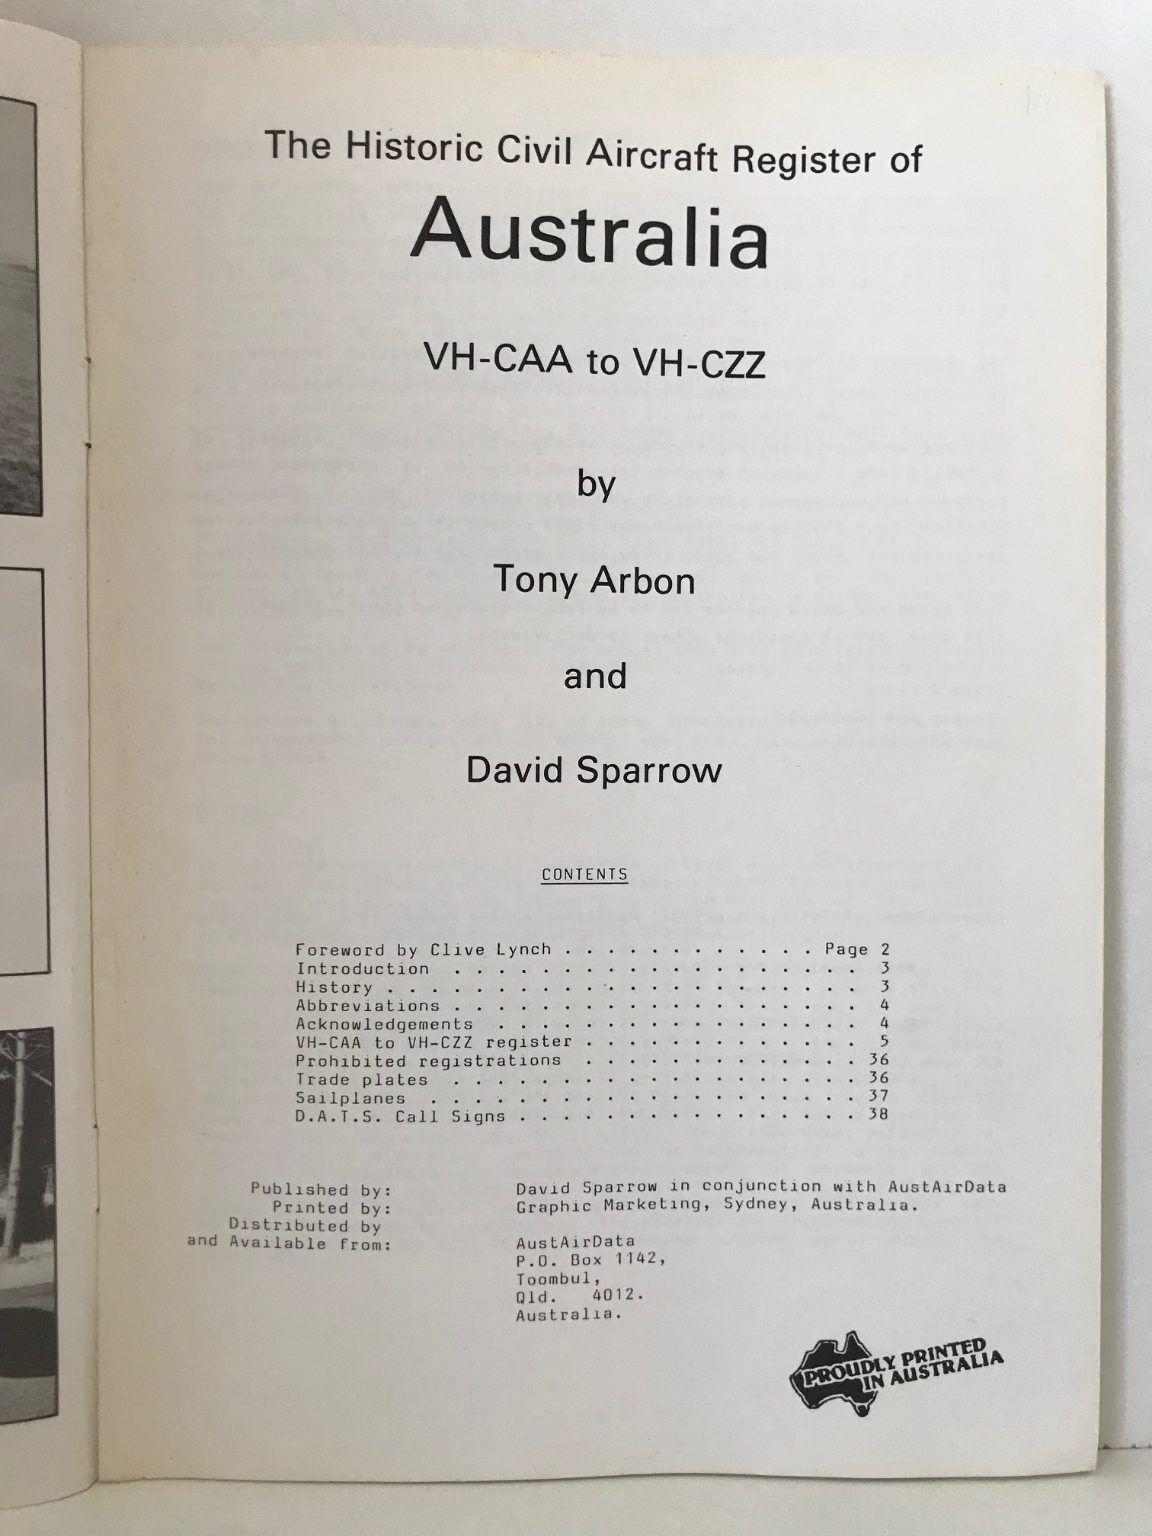 The Historic Civil Aircraft Register of
Australia
VH-CAA to VH-CZZ
by
Tony Arbon
and
David Sparrow
CONTENTS
Foreword by Clive Lynch . . . . . . . . . . . . Page 2
Introduction . . . . . . . . . . . . . . . . . 3
History . . . . . . . . . . . . . . . . . . . . 3
Abbreviations . . . . . . . . . . . . . . . . . 4
Acknowledgements . . . . . . . . . . . . . . . 4
VH-CAA to VH-CZZ register . . . . . . . . . . . 5
Prohibited registrations . . . . . . . . . . . 36
Trade plates . . . . . . . . . . . . . . . . . 36
Sailplanes . . . . . . . . . . . . . . . . . . 37
D.A.T.S. Call Signs . . . . . . . . . . . . . . 38
Published by: David Sparrow in conjunction with AustAirData
Printed by: Graphic Marketing, Sydney, Australia.
Distributed by
and Available from: AustAirData
P.O. Box 1142,
Toombul,
Qld. 4012.
Australia.
PROUDLY PRINTED
IN AUSTRALIA